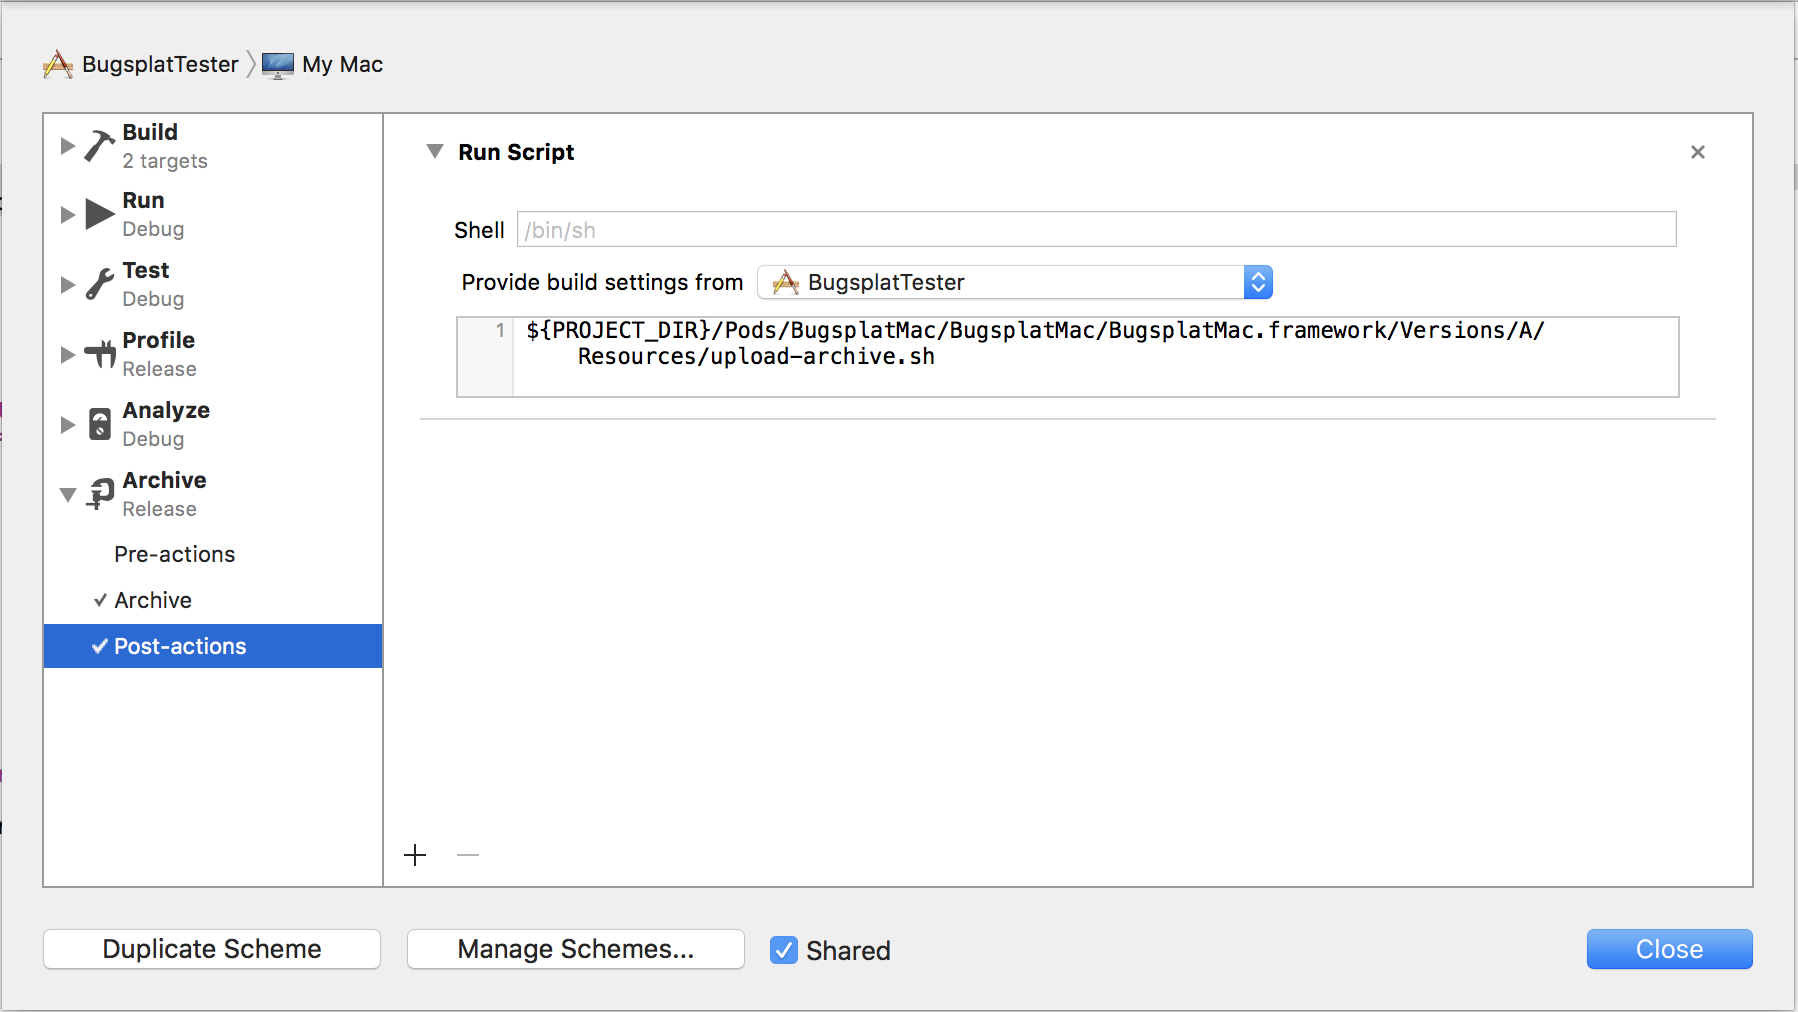 BugsplatTester
My Mac
Build
2 targets
Run
Debug
Test
Debug
Profile
Release
Analyze
Debug
Archive
Release
Pre-actions
Archive
Post-actions
Run Script
Shell /bin/sh
Provide build settings from BugsplatTester
1 ${PROJECT_DIR}/Pods/BugsplatMac/BugsplatMac/BugsplatMac.framework/Versions/A/
Resources/upload-archive.sh
Duplicate Scheme
Manage Schemes...
Shared
Close